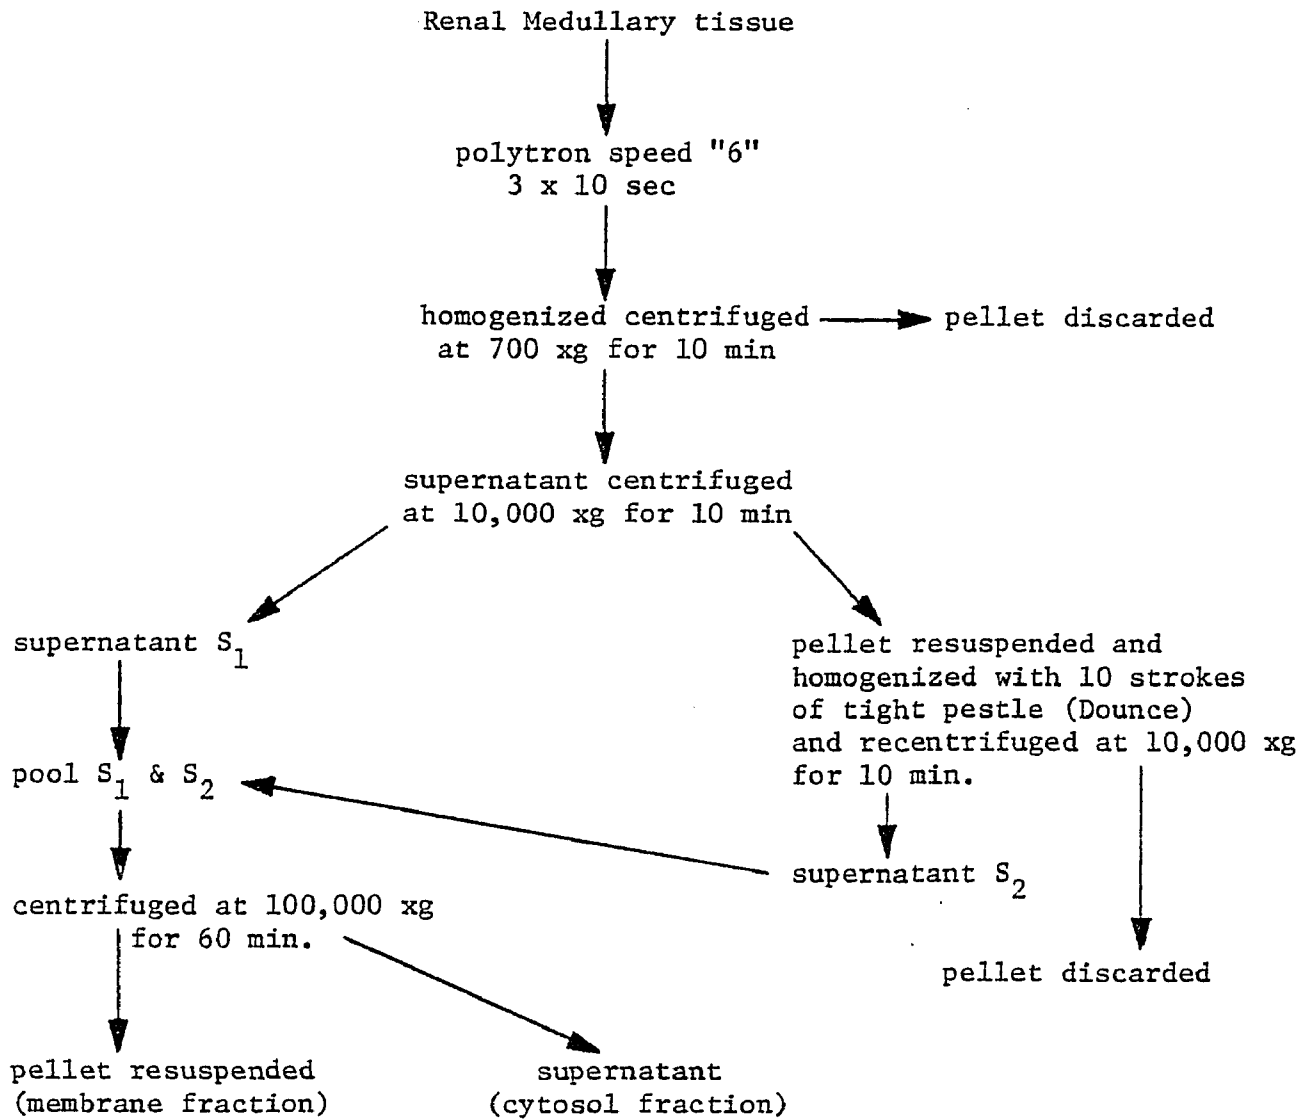 Renal Medullary tissue
polytron speed "6"
3 x 10 sec
homogenized centrifuged
at 700 xg for 10 min
pellet discarded
supernatant centrifuged
at 10,000 xg for 10 min
supernatant S1
pool S1 & S2
centrifuged at 100,000 xg
for 60 min.
pellet resuspended
(membrane fraction)
supernatant
(cytosol fraction)
pellet resuspended and
homogenized with 10 strokes
of tight pestle (Dounce)
and recentrifuged at 10,000 xg
for 10 min.
supernatant S2
pellet discarded